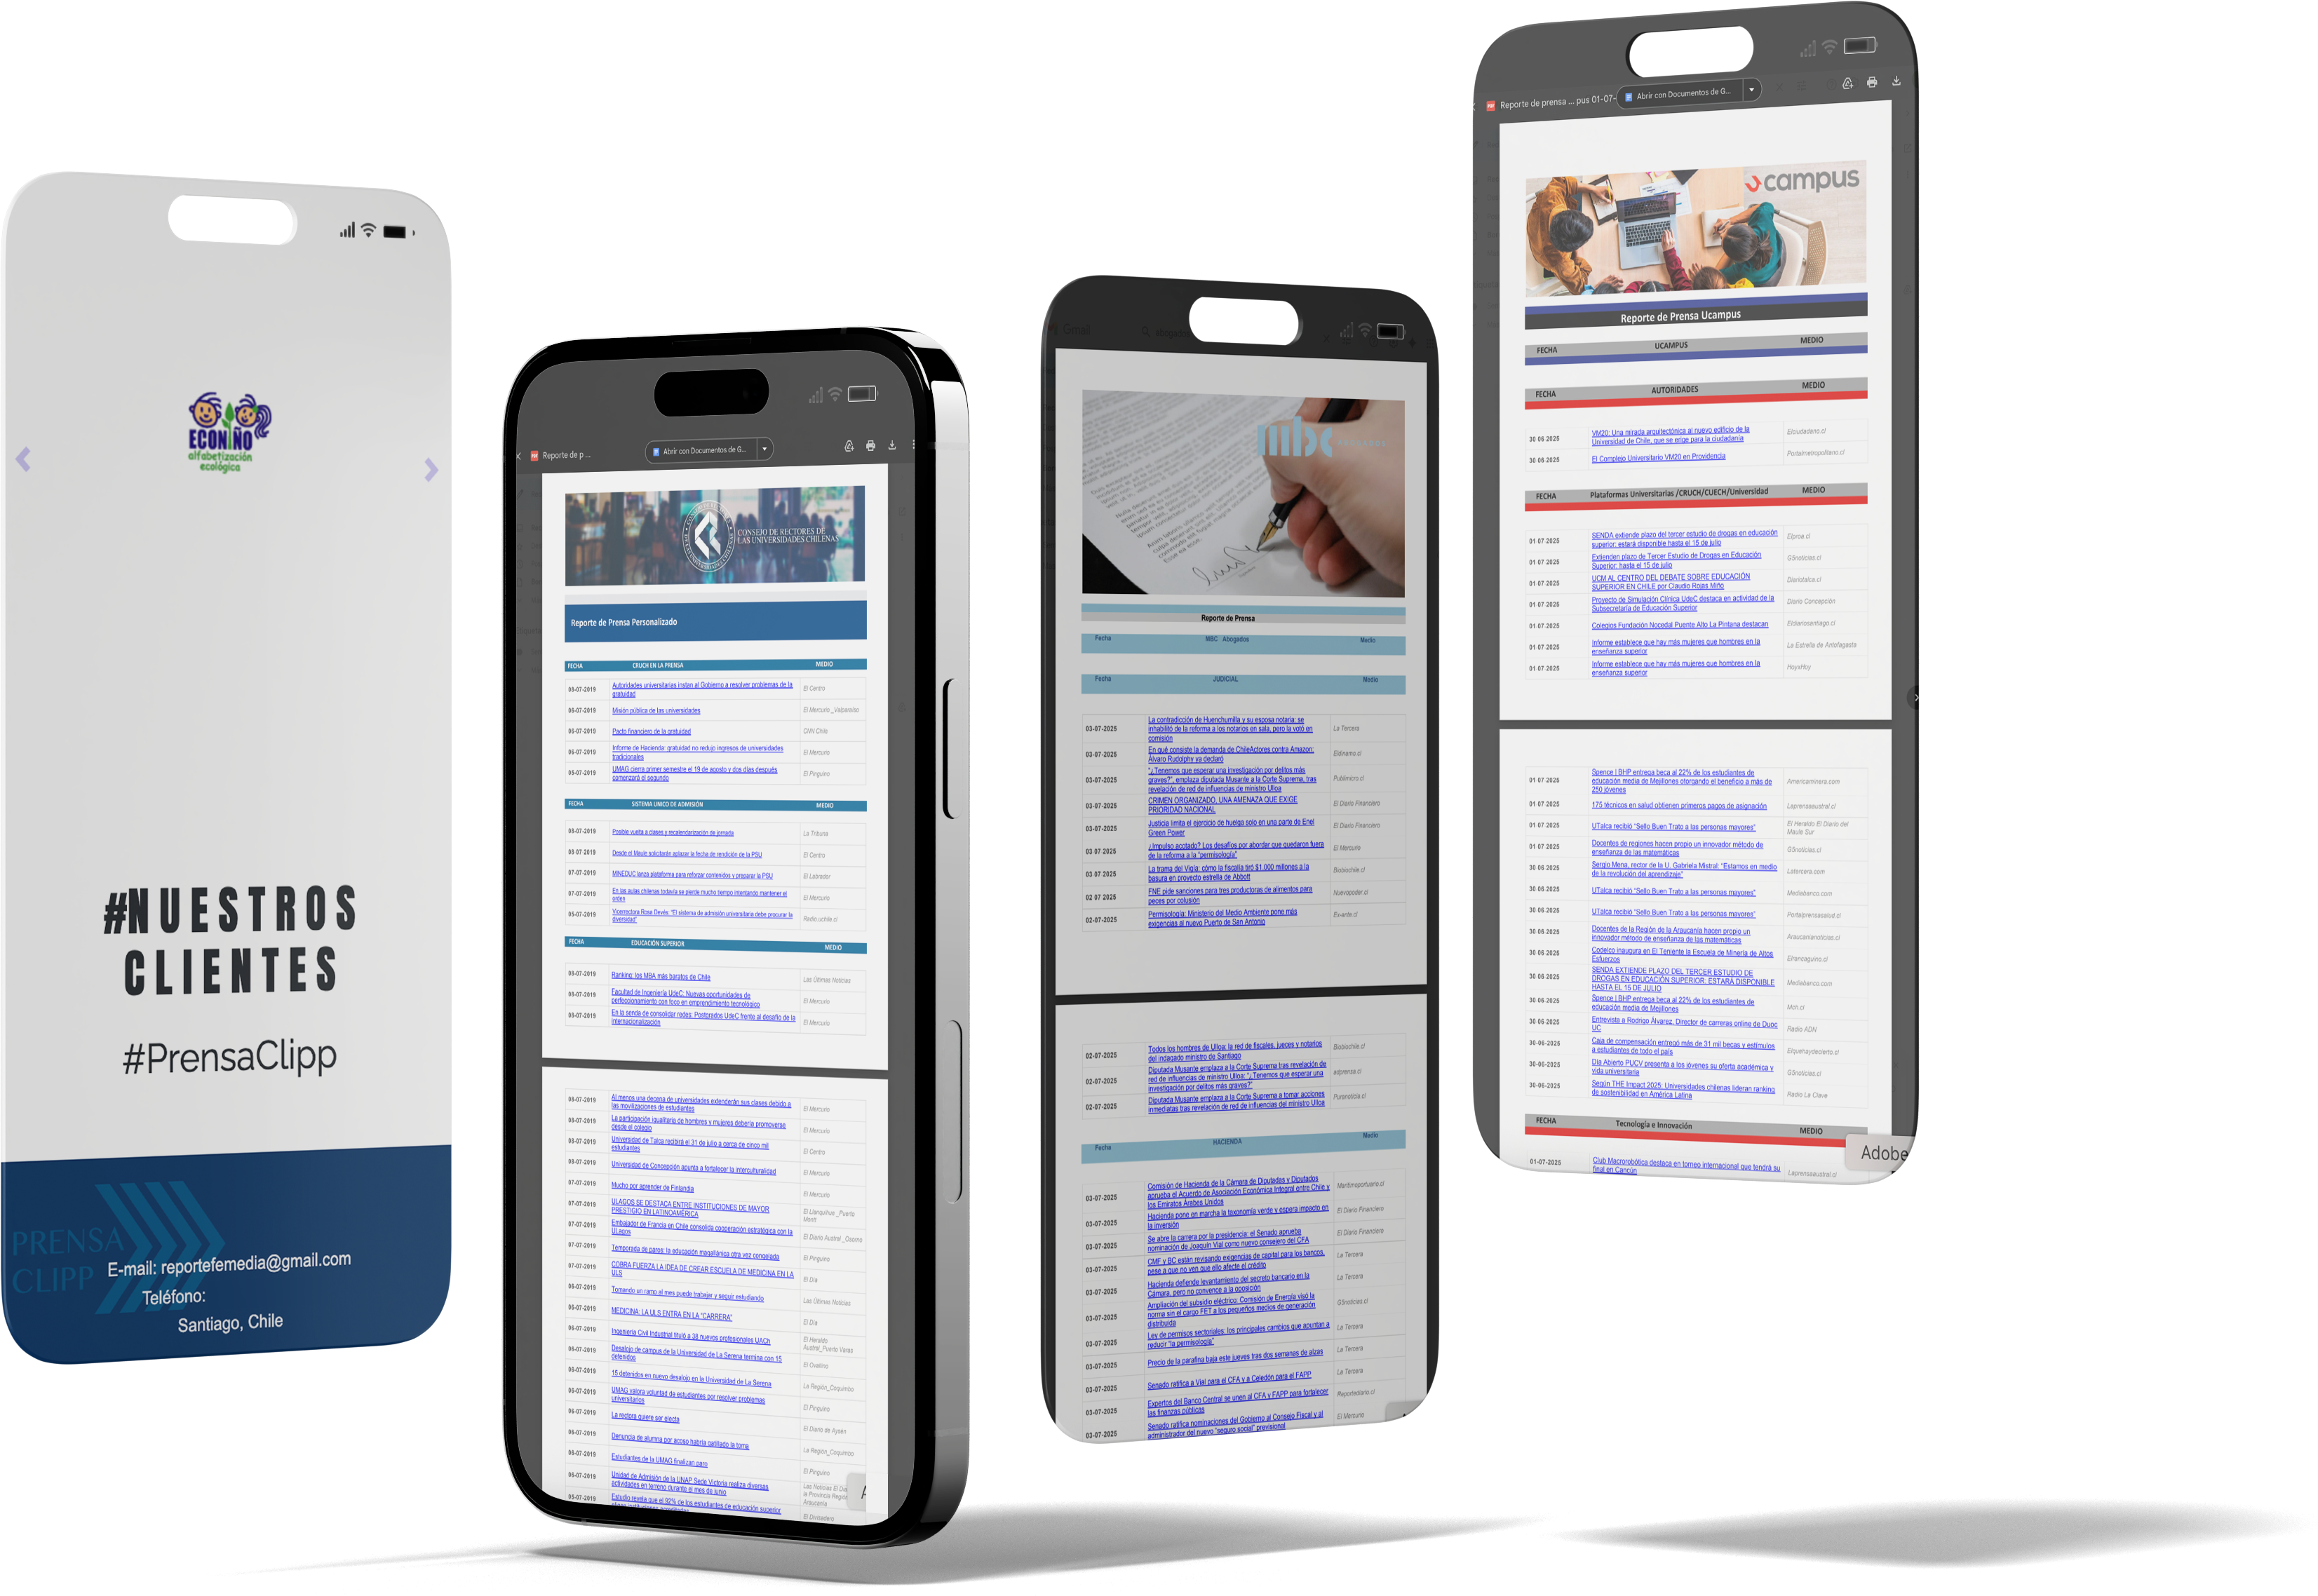 ECONIÑO
alfabetización
ecológica
#NUESTROS
CLIENTES
#PrensaClipp
PRENSA
CLIPP
E-mail: reportefemedia@gmail.com
Teléfono:
Santiago, Chile
Reporte de p ...
Abrir con Documentos de G...
CONSEJO DE RECTORES DE
LAS UNIVERSIDADES CHILENAS
Reporte de Prensa Personalizado
FECHA CRUCH EN LA PRENSA MEDIO
08-07-2019 Autoridades universitarias instan al Gobierno a resolver problemas de la El Centro
gratuidad
06-07-2019 Misión pública de las universidades El Mercurio _Valparaíso
06-07-2019 Pacto financiero de la gratuidad CNN Chile
06-07-2019 Informe de Hacienda: gratuidad no redujo ingresos de universidades El Mercurio
tradicionales
05-07-2019 UMAG cierra primer semestre el 19 de agosto y dos días después El Pinguino
comenzará el segundo
FECHA SISTEMA UNICO DE ADMISIÓN MEDIO
08-07-2019 Posible vuelta a clases y recalendarización de jornada La Tribuna
08-07-2019 Desde el Maule solicitarán aplazar la fecha de rendición de la PSU El Centro
07-07-2019 MINEDUC lanza plataforma para reforzar contenidos y preparar la PSU El Labrador
07-07-2019 En las aulas chilenas todavía se pierde mucho tiempo intentando mantener el El Mercurio
orden
05-07-2019 Vicerrectora Rosa Devés: "El sistema de admisión universitaria debe procurar la Radio.uchile.cl
diversidad"
FECHA EDUCACIÓN SUPERIOR MEDIO
08-07-2019 Ranking: los MBA más baratos de Chile Las Últimas Noticias
08-07-2019 Facultad de Ingeniería UdeC: Nuevas oportunidades de El Mercurio
perfeccionamiento con foco en emprendimiento tecnológico
08-07-2019 En la senda de consolidar redes: Postgrados UdeC frente al desafío de la El Mercurio
internacionalización
08-07-2019 Al menos una decena de universidades extenderán sus clases debido a El Mercurio
las movilizaciones de estudiantes
08-07-2019 La participación igualitaria de hombres y mujeres debería promoverse El Mercurio
desde el colegio
08-07-2019 Universidad de Talca recibirá el 31 de julio a cerca de cinco mil El Centro
estudiantes
08-07-2019 Universidad de Concepción apunta a fortalecer la interculturalidad El Mercurio
07-07-2019 Mucho por aprender de Finlandia El Mercurio
07-07-2019 ULAGOS SE DESTACA ENTRE INSTITUCIONES DE MAYOR El Llanquihue _Puerto
PRESTIGIO EN LATINOAMÉRICA Montt
07-07-2019 Embajador de Francia en Chile consolida cooperación estratégica con la El Diario Austral _Osorno
ULagos
07-07-2019 Temporada de paros: la educación magallánica otra vez congelada El Pinguino
07-07-2019 COBRA FUERZA LA IDEA DE CREAR ESCUELA DE MEDICINA EN LA El Día
ULS
06-07-2019 Tomando un ramo al mes puede trabajar y seguir estudiando Las Últimas Noticias
06-07-2019 MEDICINA: LA ULS ENTRA EN LA "CARRERA" El Día
06-07-2019 Ingeniería Civil Industrial tituló a 38 nuevos profesionales UACh El Heraldo
Austral_Puerto Varas
06-07-2019 Desalojo de campus de la Universidad de La Serena termina con 15 El Ovallino
detenidos
06-07-2019 15 detenidos en nuevo desalojo en la Universidad de La Serena La Región_Coquimbo
06-07-2019 UMAG valora voluntad de estudiantes por resolver problemas El Pinguino
universitarios
06-07-2019 La rectora quiere ser electa El Diario de Aysén
06-07-2019 Denuncia de alumna por acoso habría gatillado la toma La Región_Coquimbo
06-07-2019 Estudiantes de la UMAG finalizan paro El Pinguino
06-07-2019 Unidad de Admisión de la UNAP Sede Victoria realiza diversas
actividades en terreno durante el mes de junio
05-07-2019 Estudio revela que el 92% de los estudiantes de educación superior El Divisadero
Gmail
mbc
Reporte de Prensa
Fecha MBC Abogados Medio
Fecha JUDICIAL Medio
03-07-2025 La contradicción de Huenchumilla y su esposa notaria: se La Tercera
inhabilitó de la reforma a los notarios en sala, pero la votó en
comisión
03-07-2025 En qué consiste la demanda de ChileActores contra Amazon: Eldinamo.cl
Álvaro Rudolphy ya declaró
03-07-2025 "¿Tenemos que esperar una investigación por delitos más Publimicro.cl
graves?", emplaza diputada Musante a la Corte Suprema, tras
revelación de red de influencias de ministro Ulloa
03-07-2025 CRIMEN ORGANIZADO, UNA AMENAZA QUE EXIGE El Diario Financiero
PRIORIDAD NACIONAL
03-07-2025 Justicia limita el ejercicio de huelga solo en una parte de Enel El Diario Financiero
Green Power
03 07 2025 ¿Impulso acotado? Los desafíos por abordar que quedaron fuera El Mercurio
de la reforma a la "permisología"
03 07 2025 La trama del Vigía: cómo la fiscalía tiró $1.000 millones a la Biobiochile.cl
basura en proyecto estrella de Abbott
02 07 2025 FNE pide sanciones para tres productoras de alimentos para Nuevopoder.cl
peces por colusión
02-07-2025 Permisología: Ministerio del Medio Ambiente pone más Ex-ante.cl
exigencias al nuevo Puerto de San Antonio
02-07-2025 Todos los hombres de Ulloa: la red de fiscales, jueces y notarios Biobiochile.cl
del indagado ministro de Santiago
02-07-2025 Diputada Musante emplaza a la Corte Suprema tras revelación de adprensa.cl
red de influencias de ministro Ulloa: "¿Tenemos que esperar una
investigación por delitos más graves?"
02-07-2025 Diputada Musante emplaza a la Corte Suprema a tomar acciones Purenoticia.cl
inmediatas tras revelación de red de influencias del ministro Ulloa
Fecha HACIENDA Medio
03-07-2025 Comisión de Hacienda de la Cámara de Diputadas y Diputados Maritimoportuario.cl
aprueba el Acuerdo de Asociación Económica Integral entre Chile y
los Emiratos Árabes Unidos
03-07-2025 Hacienda pone en marcha la taxonomía verde y espera impacto en El Diario Financiero
la inversión
03-07-2025 Se abre la carrera por la presidencia: el Senado aprueba El Diario Financiero
nominación de Joaquín Vial como nuevo consejero del CFA
03-07-2025 CMF y BC están revisando exigencias de capital para los bancos, La Tercera
pese a que no ven que ello afecte el crédito
03-07-2025 Hacienda defiende levantamiento del secreto bancario en la La Tercera
Cámara, pero no convence a la oposición
03-07-2025 Ampliación del subsidio eléctrico: Comisión de Energía visó la G5noticias.cl
norma sin el cargo FET a los pequeños medios de generación
distribuida
03-07-2025 Ley de permisos sectoriales: los principales cambios que apuntan a La Tercera
reducir "la permisología"
03-07-2025 Precio de la parafina baja este jueves tras dos semanas de alzas La Tercera
03-07-2025 Senado ratifica a Vial para el CFA y a Celedón para el FAPP La Tercera
03-07-2025 Expertos del Banco Central se unen al CFA y FAPP para fortalecer Reportediario.cl
las finanzas públicas
03-07-2025 Senado ratifica nominaciones del Gobierno al Consejo Fiscal y al El Mercurio
administrador del nuevo "seguro social" previsional
Reporte de prensa ... pus 01-07-
Abrir con Documentos de G...
ucampus
Reporte de Prensa Ucampus
FECHA UCAMPUS MEDIO
FECHA AUTORIDADES MEDIO
30 06 2025 VM20: Una mirada arquitectónica al nuevo edificio de la Elciudadano.cl
Universidad de Chile, que se erige para la ciudadanía
30 06 2025 El Complejo Universitario VM20 en Providencia Portalmetropolitano.cl
FECHA Plataformas Universitarias /CRUCH/CUECH/Universidad MEDIO
01 07 2025 SENDA extiende plazo del tercer estudio de drogas en educación Elproa.cl
superior: estará disponible hasta el 15 de julio
01 07 2025 Extienden plazo de Tercer Estudio de Drogas en Educación G5noticias.cl
Superior: hasta el 15 de julio
01 07 2025 UCM AL CENTRO DEL DEBATE SOBRE EDUCACIÓN Diariotalca.cl
SUPERIOR EN CHILE por Claudio Rojas Miño
01 07 2025 Proyecto de Simulación Clínica UdeC destaca en actividad de la Diario Concepción
Subsecretaría de Educación Superior
01-07-2025 Colegios Fundación Nocedal Puente Alto La Pintana destacan Eldiariosantiago.cl
01 07 2025 Informe establece que hay más mujeres que hombres en la La Estrella de Antofagasta
enseñanza superior
01 07 2025 Informe establece que hay más mujeres que hombres en la HoyxHoy
enseñanza superior
01 07 2025 Spence | BHP entrega beca al 22% de los estudiantes de Americaminera.com
educación media de Mejillones otorgando el beneficio a más de
250 jóvenes
01 07 2025 175 técnicos en salud obtienen primeros pagos de asignación Laprensaaustral.cl
01 07 2025 UTalca recibió "Sello Buen Trato a las personas mayores" El Heraldo El Diario del
Maule Sur
01 07 2025 Docentes de regiones hacen propio un innovador método de G5noticias.cl
enseñanza de las matemáticas
30 06 2025 Sergio Mena, rector de la U. Gabriela Mistral: "Estamos en medio Latercera.com
de la revolución del aprendizaje"
30 06 2025 UTalca recibió "Sello Buen Trato a las personas mayores" Mediabanco.com
30 06 2025 UTalca recibió "Sello Buen Trato a las personas mayores" Portalprensasalud.cl
30 06 2025 Docentes de la Región de la Araucanía hacen propio un Araucanianoticias.cl
innovador método de enseñanza de las matemáticas
30 06 2025 Codelco inaugura en El Teniente la Escuela de Minería de Altos Elrancaguino.cl
Esfuerzos
30 06 2025 SENDA EXTIENDE PLAZO DEL TERCER ESTUDIO DE Mediabanco.com
DROGAS EN EDUCACIÓN SUPERIOR: ESTARÁ DISPONIBLE
HASTA EL 15 DE JULIO
30 06 2025 Spence | BHP entrega beca al 22% de los estudiantes de Mch.cl
educación media de Mejillones
30-06-2025 Entrevista a Rodrigo Álvarez, Director de carreras online de Duoc Radio ADN
UC
30-06-2025 Caja de compensación entregó más de 31 mil becas y estímulos Elquehaydecierto.cl
a estudiantes de todo el país
30-06-2025 Día Abierto PUCV presenta a los jóvenes su oferta académica y G5noticias.cl
vida universitaria
30-06-2025 Según THE Impact 2025: Universidades chilenas lideran ranking Radio La Clave
de sostenibilidad en América Latina
FECHA Tecnología e Innovación MEDIO
01-07-2025 Club Macrorobótica destaca en torneo internacional que tendrá su Laprensaaustral.cl
final en Cancún
Adobe